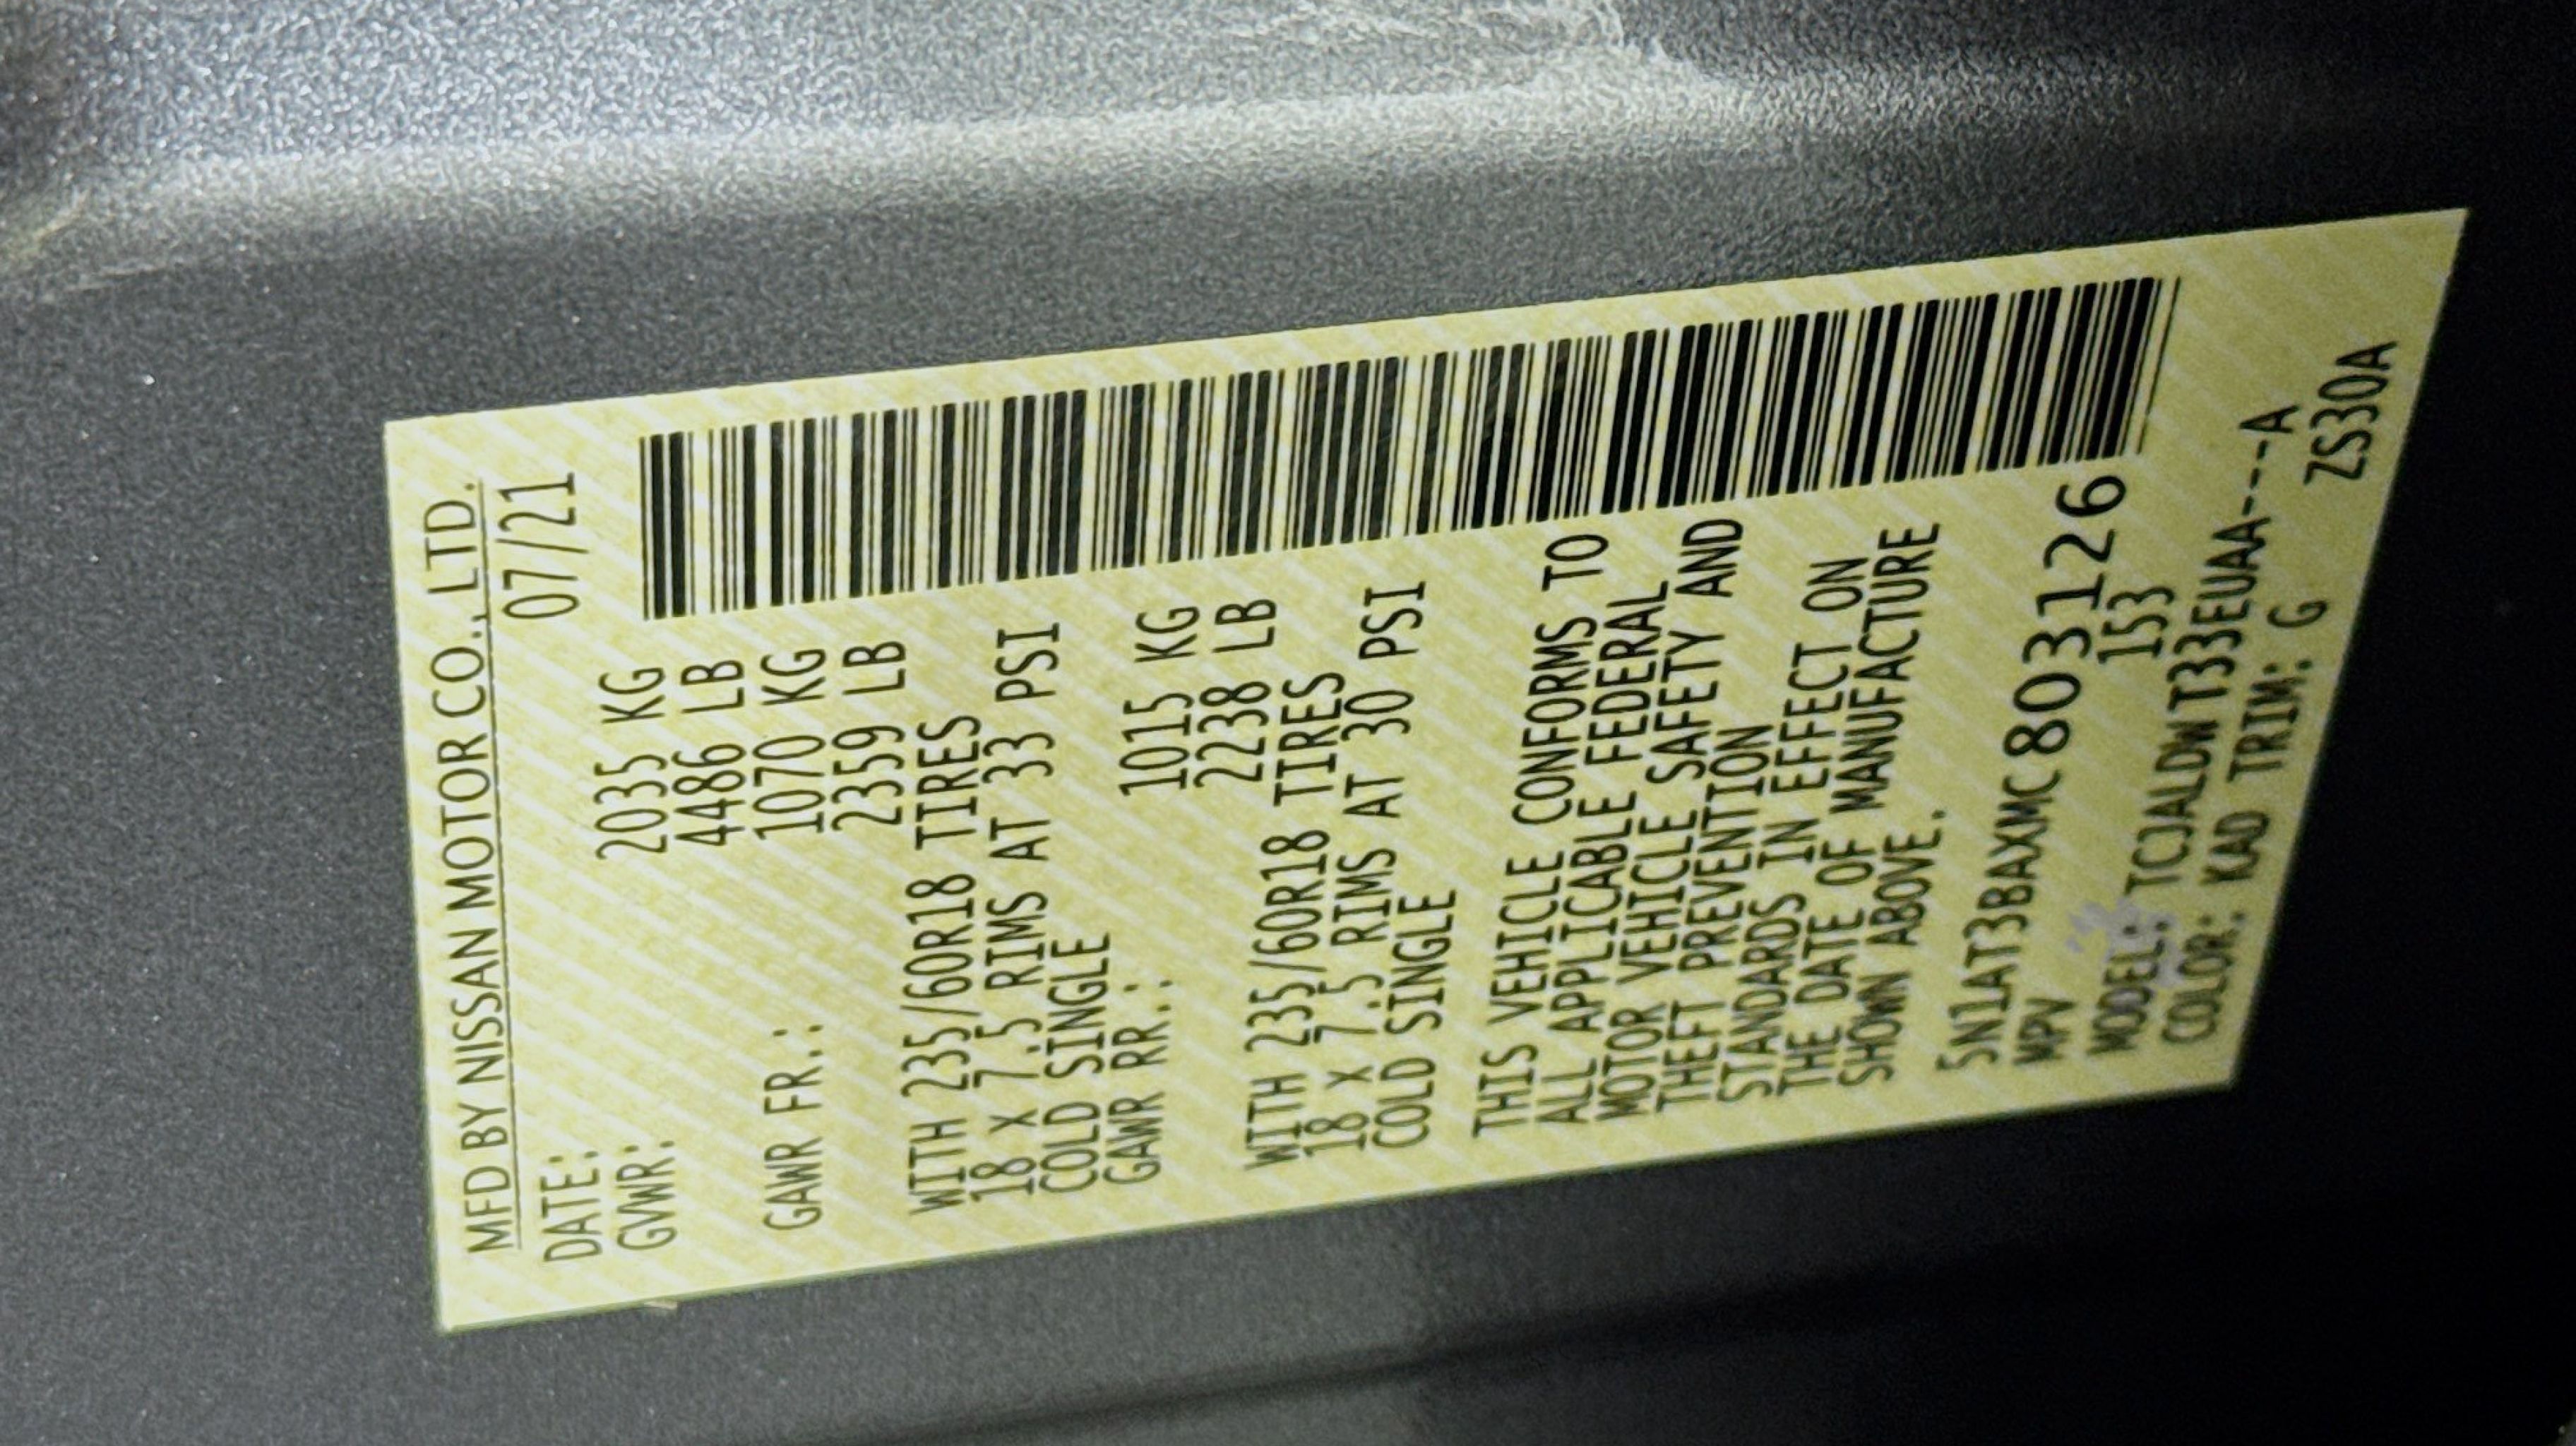 MFD BY NISSAN MOTOR CO., LTD.
DATE: 07/21
GVWR: 2035 KG
4486 LB
GAWR FR.: 1070 KG
2359 LB
WITH 235/60R18 TIRES
18 x 7.5 RIMS AT 33 PSI
COLD SINGLE
GAWR RR.: 1015 KG
2238 LB
WITH 235/60R18 TIRES
18 x 7.5 RIMS AT 30 PSI
COLD SINGLE
THIS VEHICLE CONFORMS TO
ALL APPLICABLE FEDERAL
MOTOR VEHICLE SAFETY AND
THEFT PREVENTION
STANDARDS IN EFFECT ON
THE DATE OF MANUFACTURE
SHOWN ABOVE.
5N1AT3BAXMC803126
MPV 153
MODEL: TCJALDWT33EUAA----A
COLOR: KAD TRIM: G ZS30A